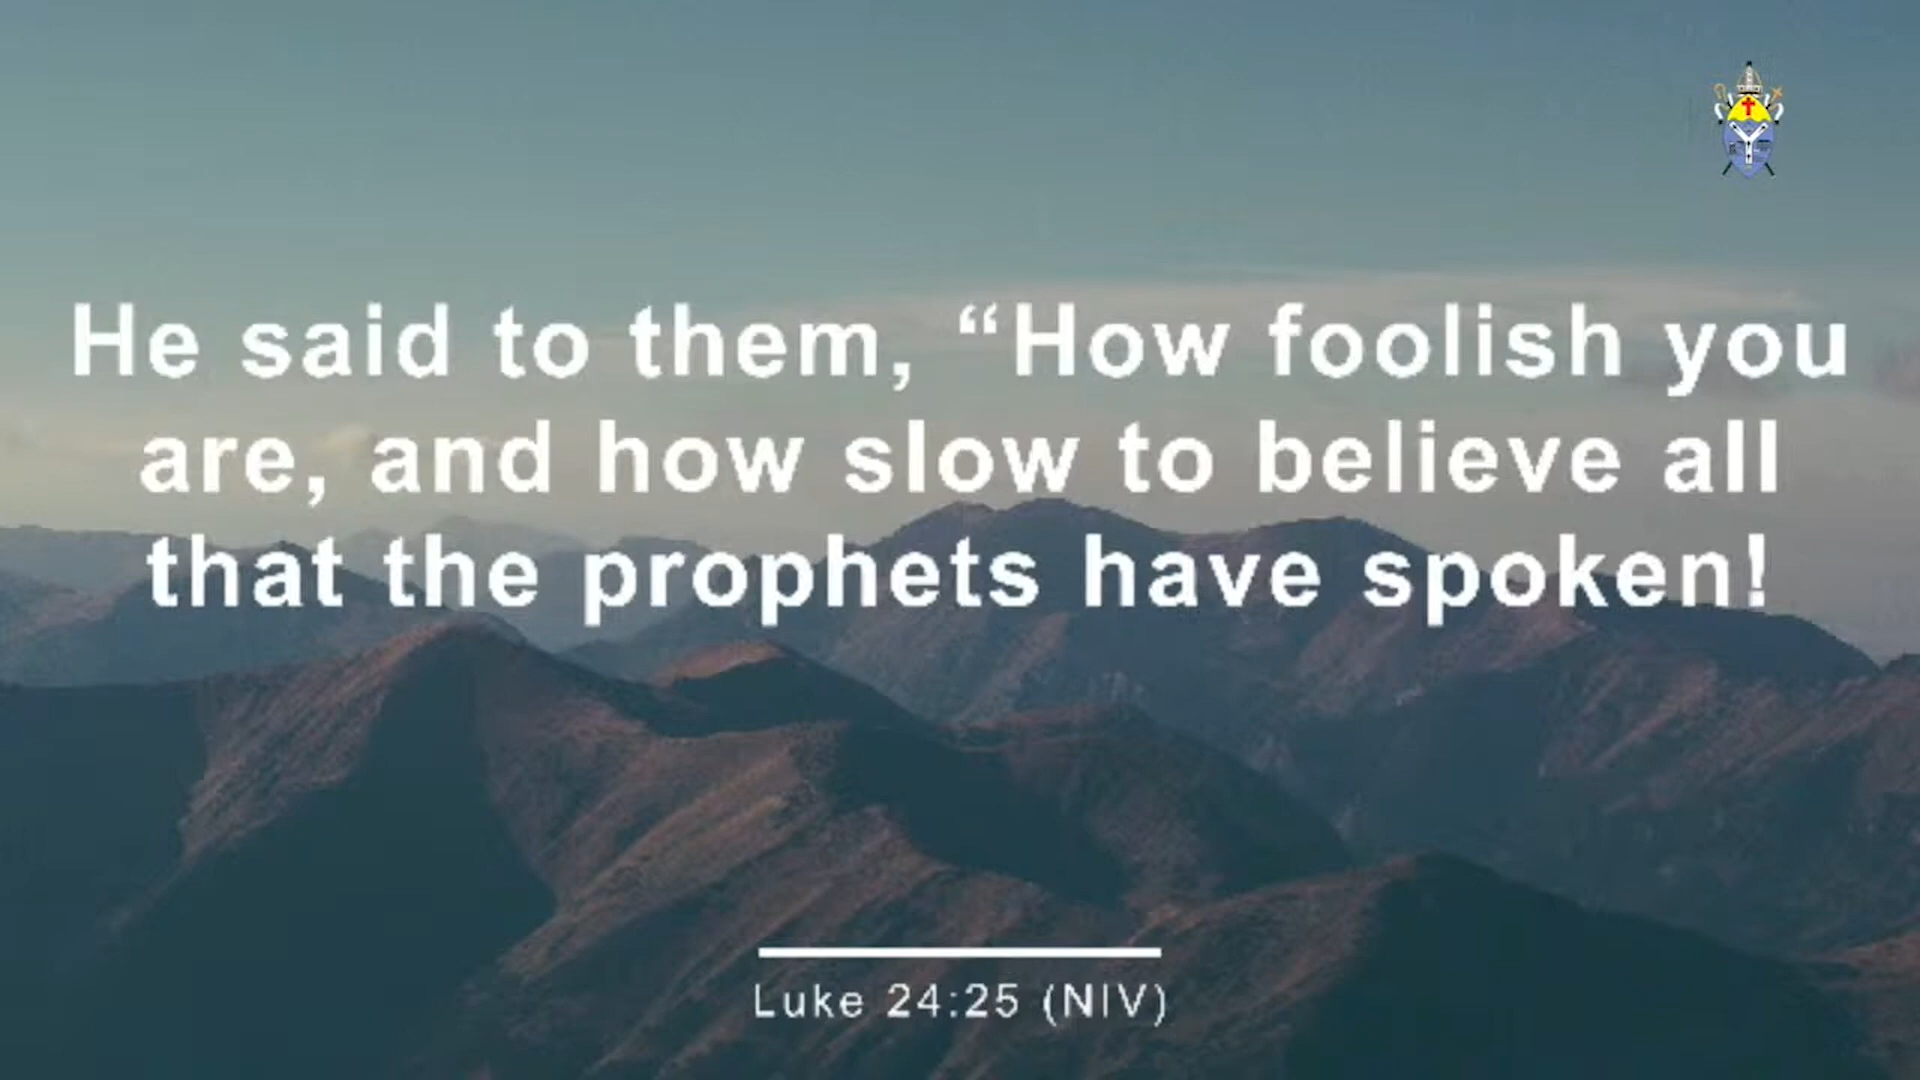 He said to them, “How foolish you
are, and how slow to believe all
that the prophets have spoken!
Luke 24:25 (NIV)